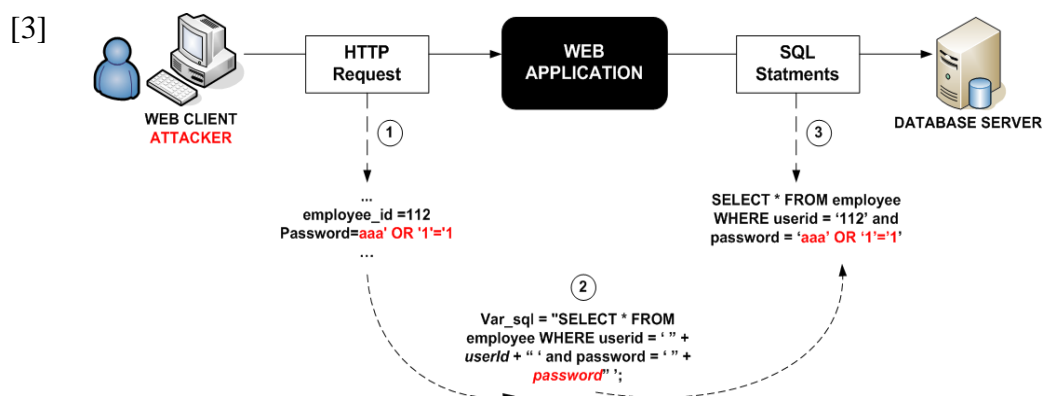 [3]
HTTP
Request
WEB
APPLICATION
SQL
Statments
WEB CLIENT
ATTACKER
DATABASE SERVER
1
3
...
employee_id =112
Password=aaa' OR '1'='1
...
SELECT * FROM employee
WHERE userid = ‘112’ and
password = ‘aaa’ OR ‘1’=’1’
2
Var_sql = "SELECT * FROM
employee WHERE userid = ‘ ” +
userId + “ ‘ and password = ‘ ” +
password” ’;